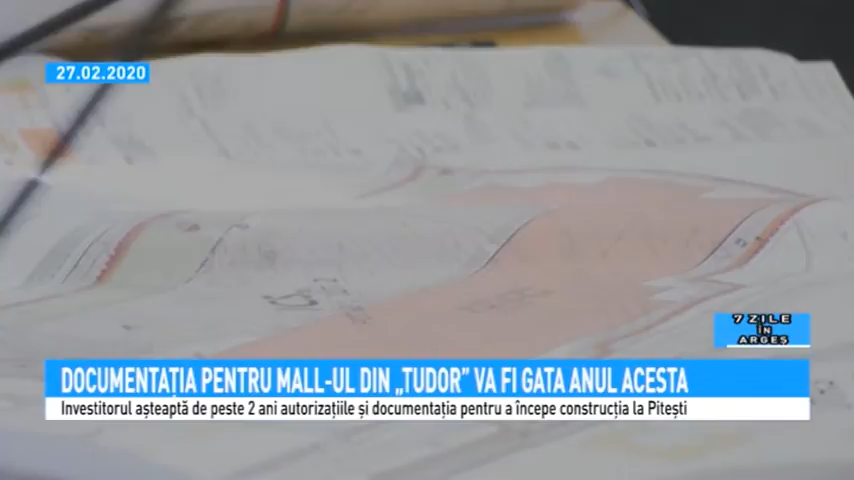 27.02.2020
7 ZILE
ÎN
ARGEȘ
DOCUMENTAȚIA PENTRU MALL-UL DIN „TUDOR” VA FI GATA ANUL ACESTA
Investitorul așteaptă de peste 2 ani autorizațiile și documentația pentru a începe construcția la Pitești